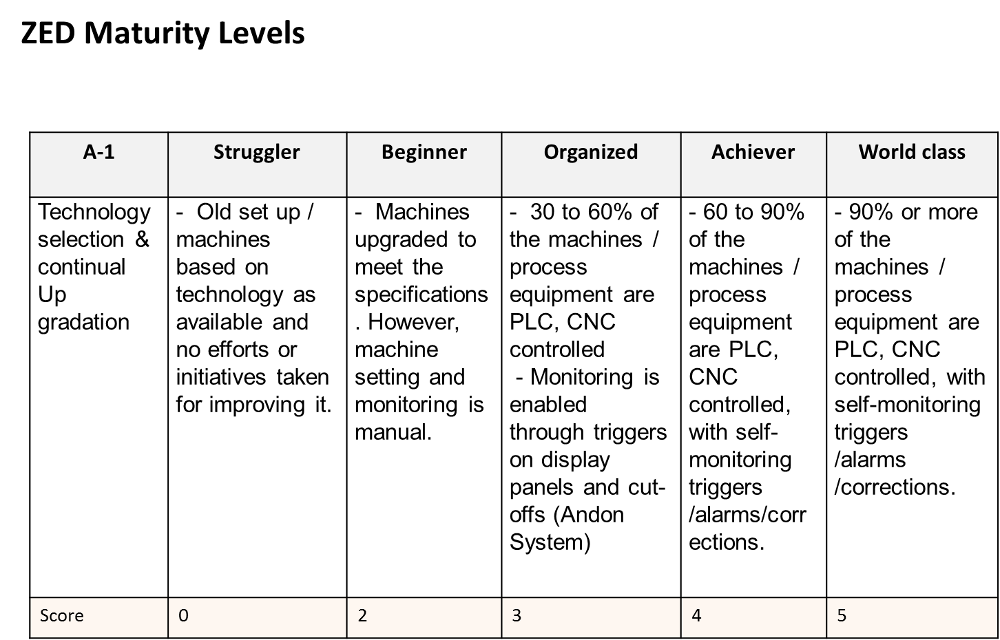 ZED Maturity Levels
A-1
Struggler
Beginner
Organized
Achiever
World class
Technology
selection &
continual
Up
gradation
- Old set up /
machines
based on
technology as
available and
no efforts or
initiatives taken
for improving it.
- Machines
upgraded to
meet the
specifications
. However,
machine
setting and
monitoring is
manual.
- 30 to 60% of
the machines /
process
equipment are
PLC, CNC
controlled
- Monitoring is
enabled
through triggers
on display
panels and cut-
offs (Andon
System)
- 60 to 90%
of the
machines /
process
equipment
are PLC,
CNC
controlled,
with self-
monitoring
triggers
/alarms/corr
ections.
- 90% or more
of the
machines /
process
equipment are
PLC, CNC
controlled, with
self-monitoring
triggers
/alarms
/corrections.
Score
0
2
3
4
5